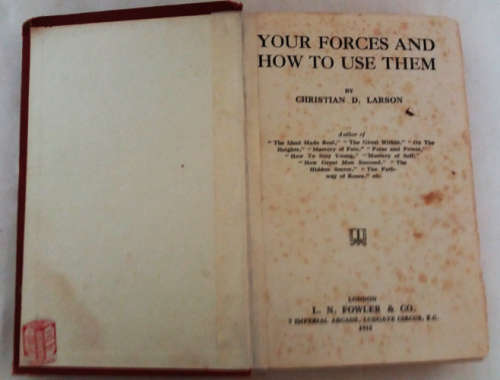 YOUR FORCES AND
HOW TO USE THEM
BY
CHRISTIAN D. LARSON
Author of
"The Ideal Made Real," "The Great Within," "On The
Heights," "Mastery of Fate," "Poise and Power,"
"How To Stay Young," "Mastery of Self,"
"How Great Men Succeed," "The
Hidden Secret," "The Path-
way of Roses," etc
LONDON
L. N. FOWLER & CO.
7 IMPERIAL ARCADE, LUDGATE CIRCUS, E.C.